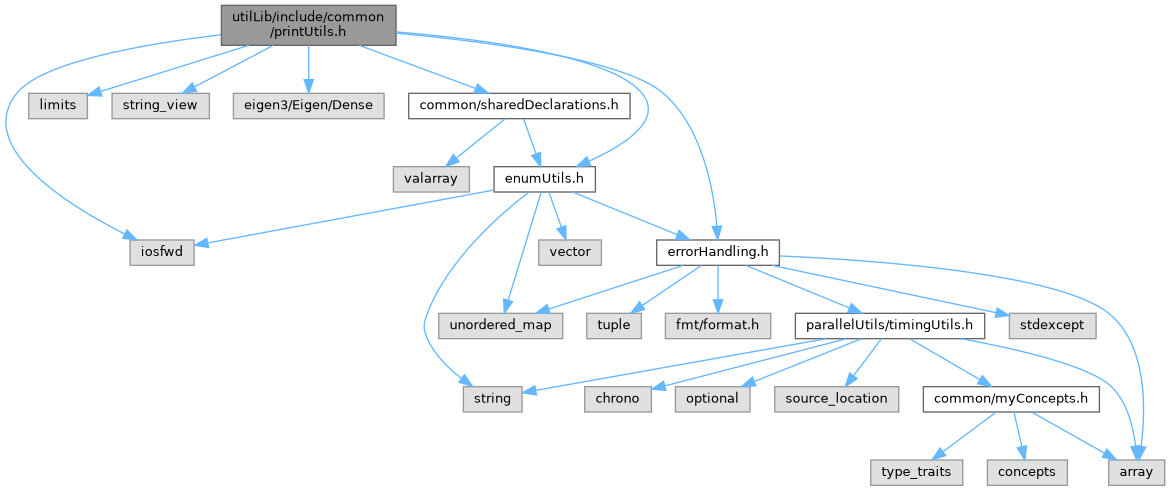 utilLib/include/common
/printUtils.h
limits
string_view
eigen3/Eigen/Dense
common/sharedDeclarations.h
valarray
enumUtils.h
iosfwd
vector
errorHandling.h
unordered_map
tuple
fmt/format.h
parallelUtils/timingUtils.h
stdexcept
string
chrono
optional
source_location
common/myConcepts.h
type_traits
concepts
array